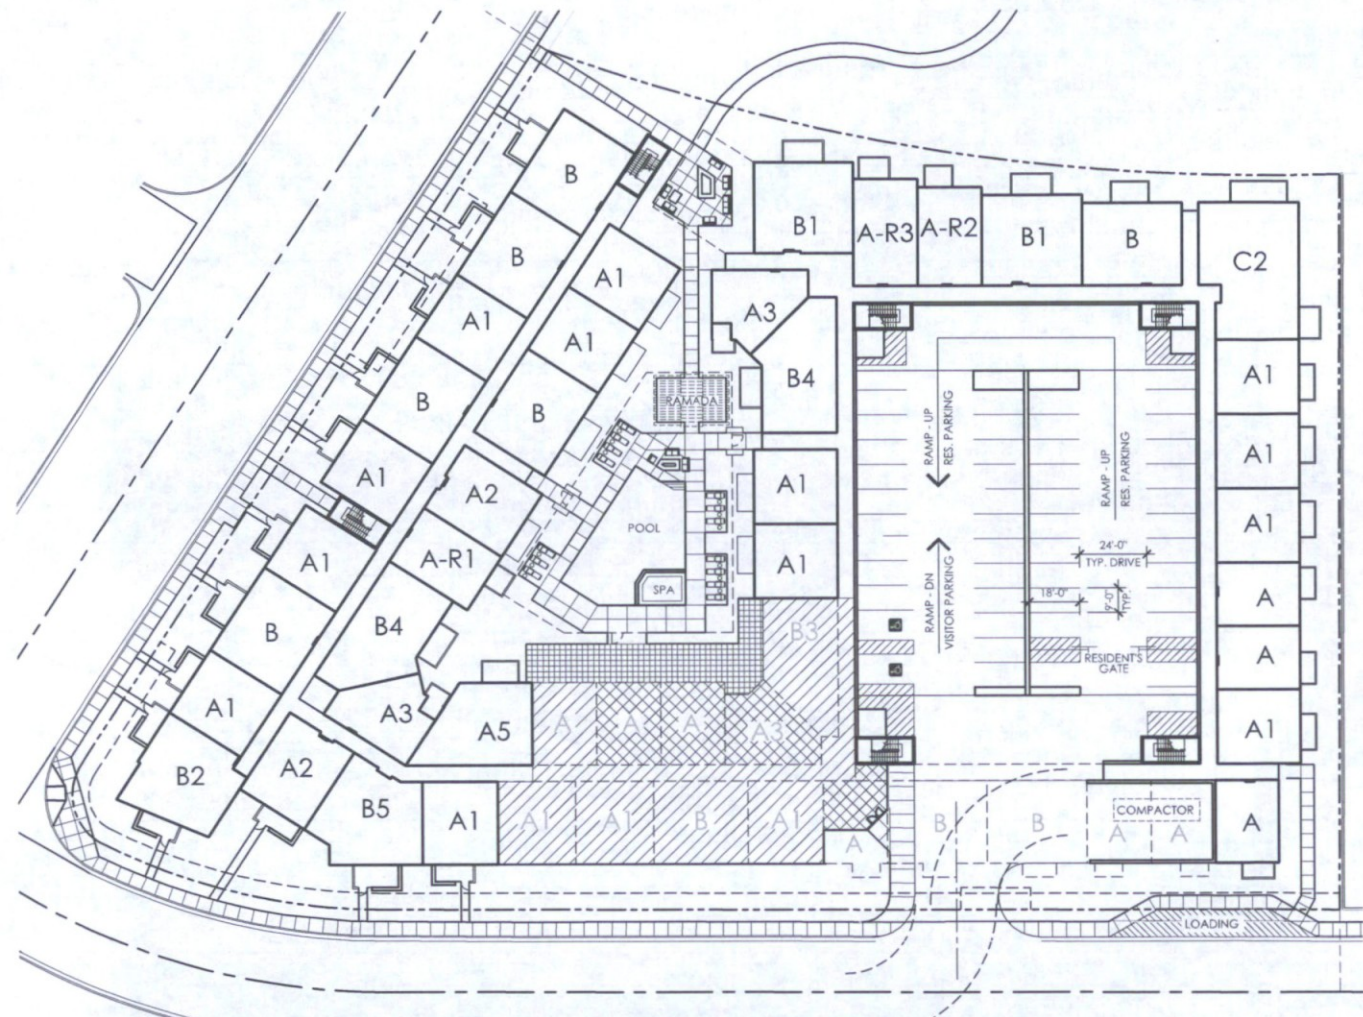 B
B1
A-R3
A-R2
B1
B
C2
B
A1
A1
A3
A1
B4
B
A1
RAMADA
B
A1
A1
A2
A1
POOL
A1
A-R1
A1
SPA
B
B4
B3
A1
A3
A5
B2
A2
B5
A1
RAMP - UP
RES. PARKING
RAMP - UP
RES. PARKING
RAMP - DN
VISITOR PARKING
24'-0"
TYP. DRIVE
18'-0"
9'-0"
TYP.
RESIDENT'S
GATE
A1
A1
A1
A
A
A1
A
A
A
A3
A1
A1
B
A1
A
B
B
COMPACTOR
A
A
A
LOADING